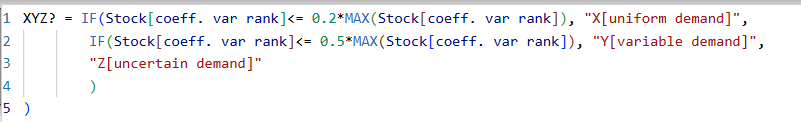 1 XYZ? = IF(Stock[coeff. var rank]<= 0.2*MAX(Stock[coeff. var rank]), "X[uniform demand]",
2 IF(Stock[coeff. var rank]<= 0.5*MAX(Stock[coeff. var rank]), "Y[variable demand]",
3 "Z[uncertain demand]"
4 )
5 )